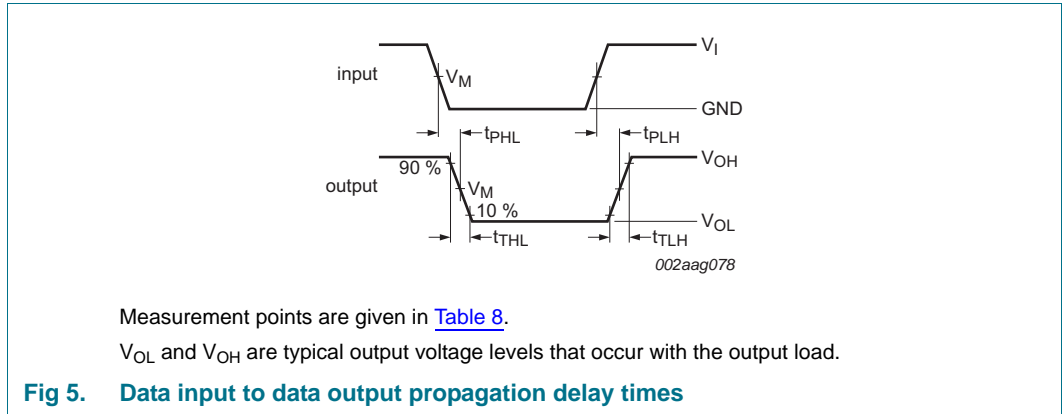 V_I
input
V_M
GND
t_PHL
t_PLH
V_OH
90 %
output
V_M
10 %
V_OL
t_THL
t_TLH
002aag078
Measurement points are given in Table 8.
V_OL and V_OH are typical output voltage levels that occur with the output load.
Fig 5. Data input to data output propagation delay times